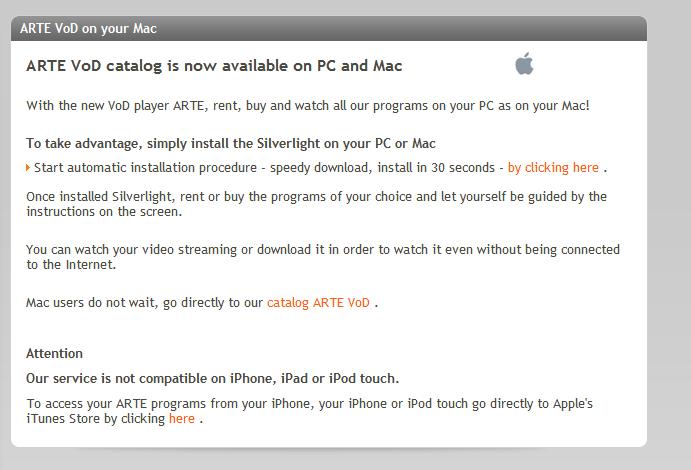 ARTE VoD on your Mac
ARTE VoD catalog is now available on PC and Mac
With the new VoD player ARTE, rent, buy and watch all our programs on your PC as on your Mac!
To take advantage, simply install the Silverlight on your PC or Mac
Start automatic installation procedure - speedy download, install in 30 seconds - by clicking here .
Once installed Silverlight, rent or buy the programs of your choice and let yourself be guided by the
instructions on the screen.
You can watch your video streaming or download it in order to watch it even without being connected
to the Internet.
Mac users do not wait, go directly to our catalog ARTE VoD .
Attention
Our service is not compatible on iPhone, iPad or iPod touch.
To access your ARTE programs from your iPhone, your iPhone or iPod touch go directly to Apple's
iTunes Store by clicking here .